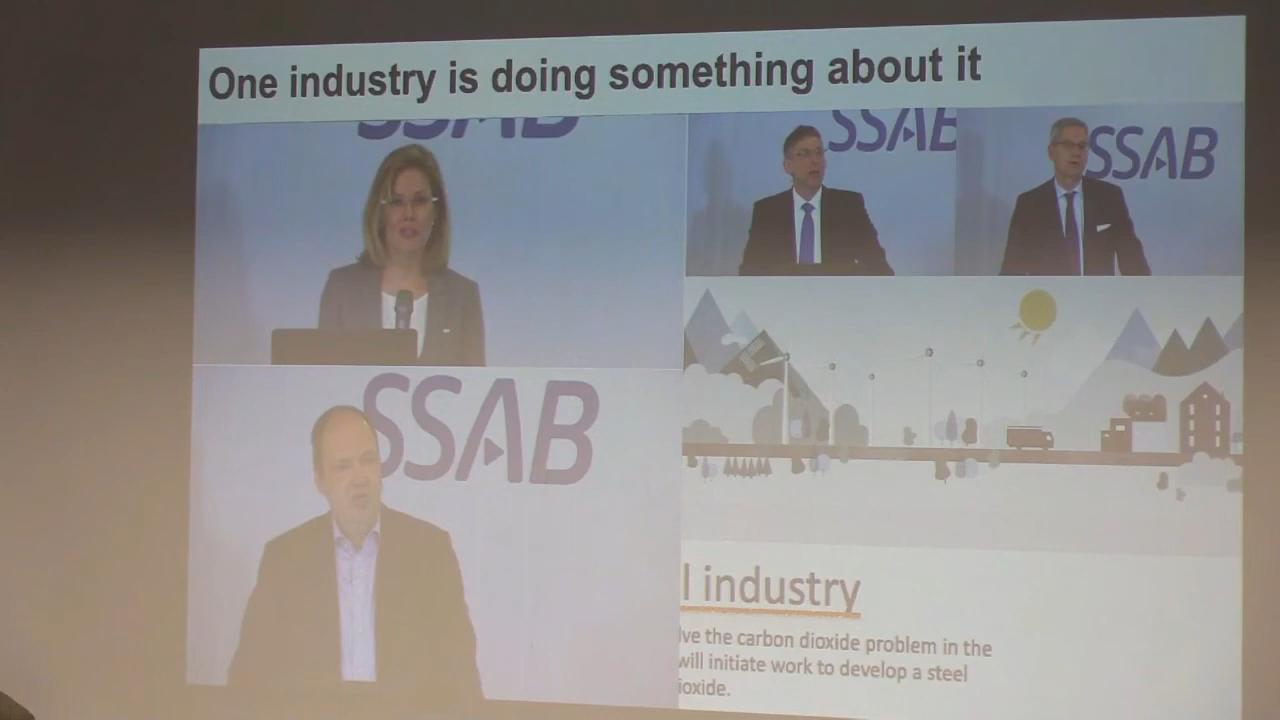 One industry is doing something about it
SSAB
SSAB
SSAB
SSAB
l industry
lve the carbon dioxide problem in the
will initiate work to develop a steel
ioxide.